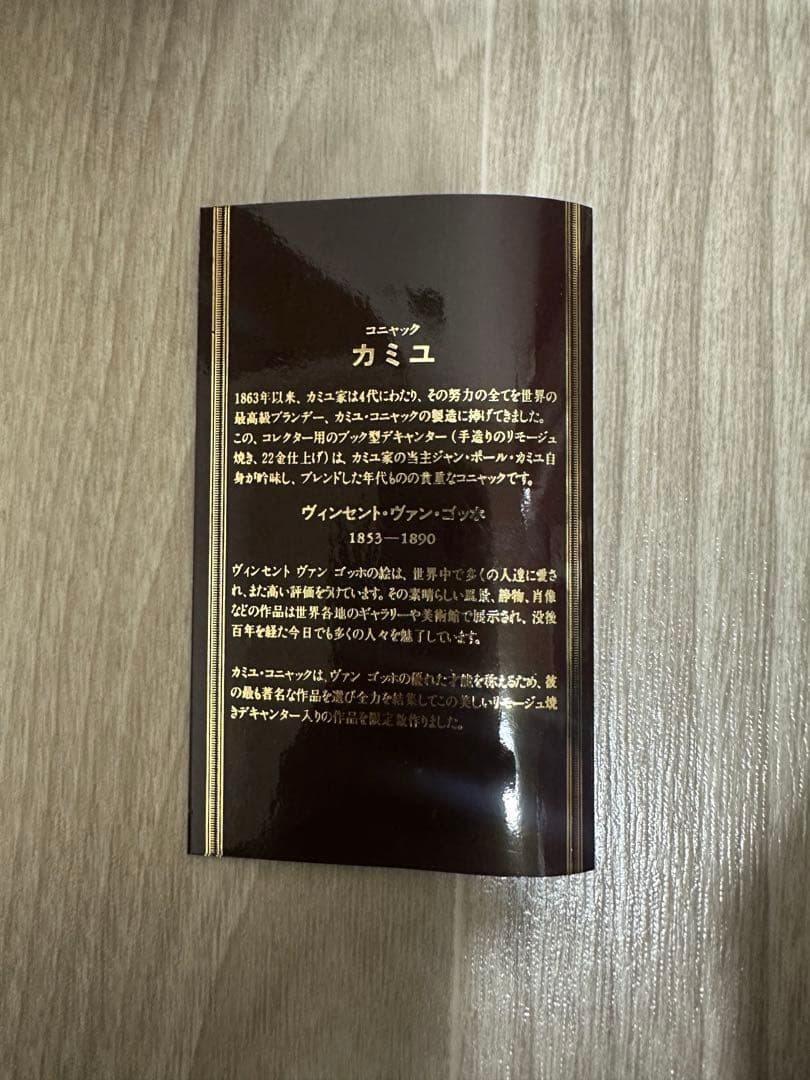 コニャック
カミユ
1863年以来、カミユ家は4代にわたり、その努力の全てを世界の
最高級ブランデー、カミユ・コニャックの製造に捧げてきました。
この、コレクター用のブック型デキャンター(手造りのリモージュ
焼き、22金仕上げ)は、カミユ家の当主ジャン・ポール・カミユ自
身が吟味し、ブレンドした年代ものの貴重なコニャックです。
ヴィンセント・ヴァン・ゴッホ
1853—1890
ヴィンセント ヴァン ゴッホの絵は、世界中で多くの人達に愛さ
れ、また高い評価をうけています。その素晴らしい風景、静物、肖像
などの作品は世界各地のギャラリーや美術館で展示され、没後
百年を経た今日でも多くの人々を魅了しています。
カミユ・コニャックは、ヴァン ゴッホの優れた才能を称えるため、彼
の最も著名な作品を選び全力を結集してこの美しいリモージュ焼
きデキャンター入りの作品を限定数作りました。